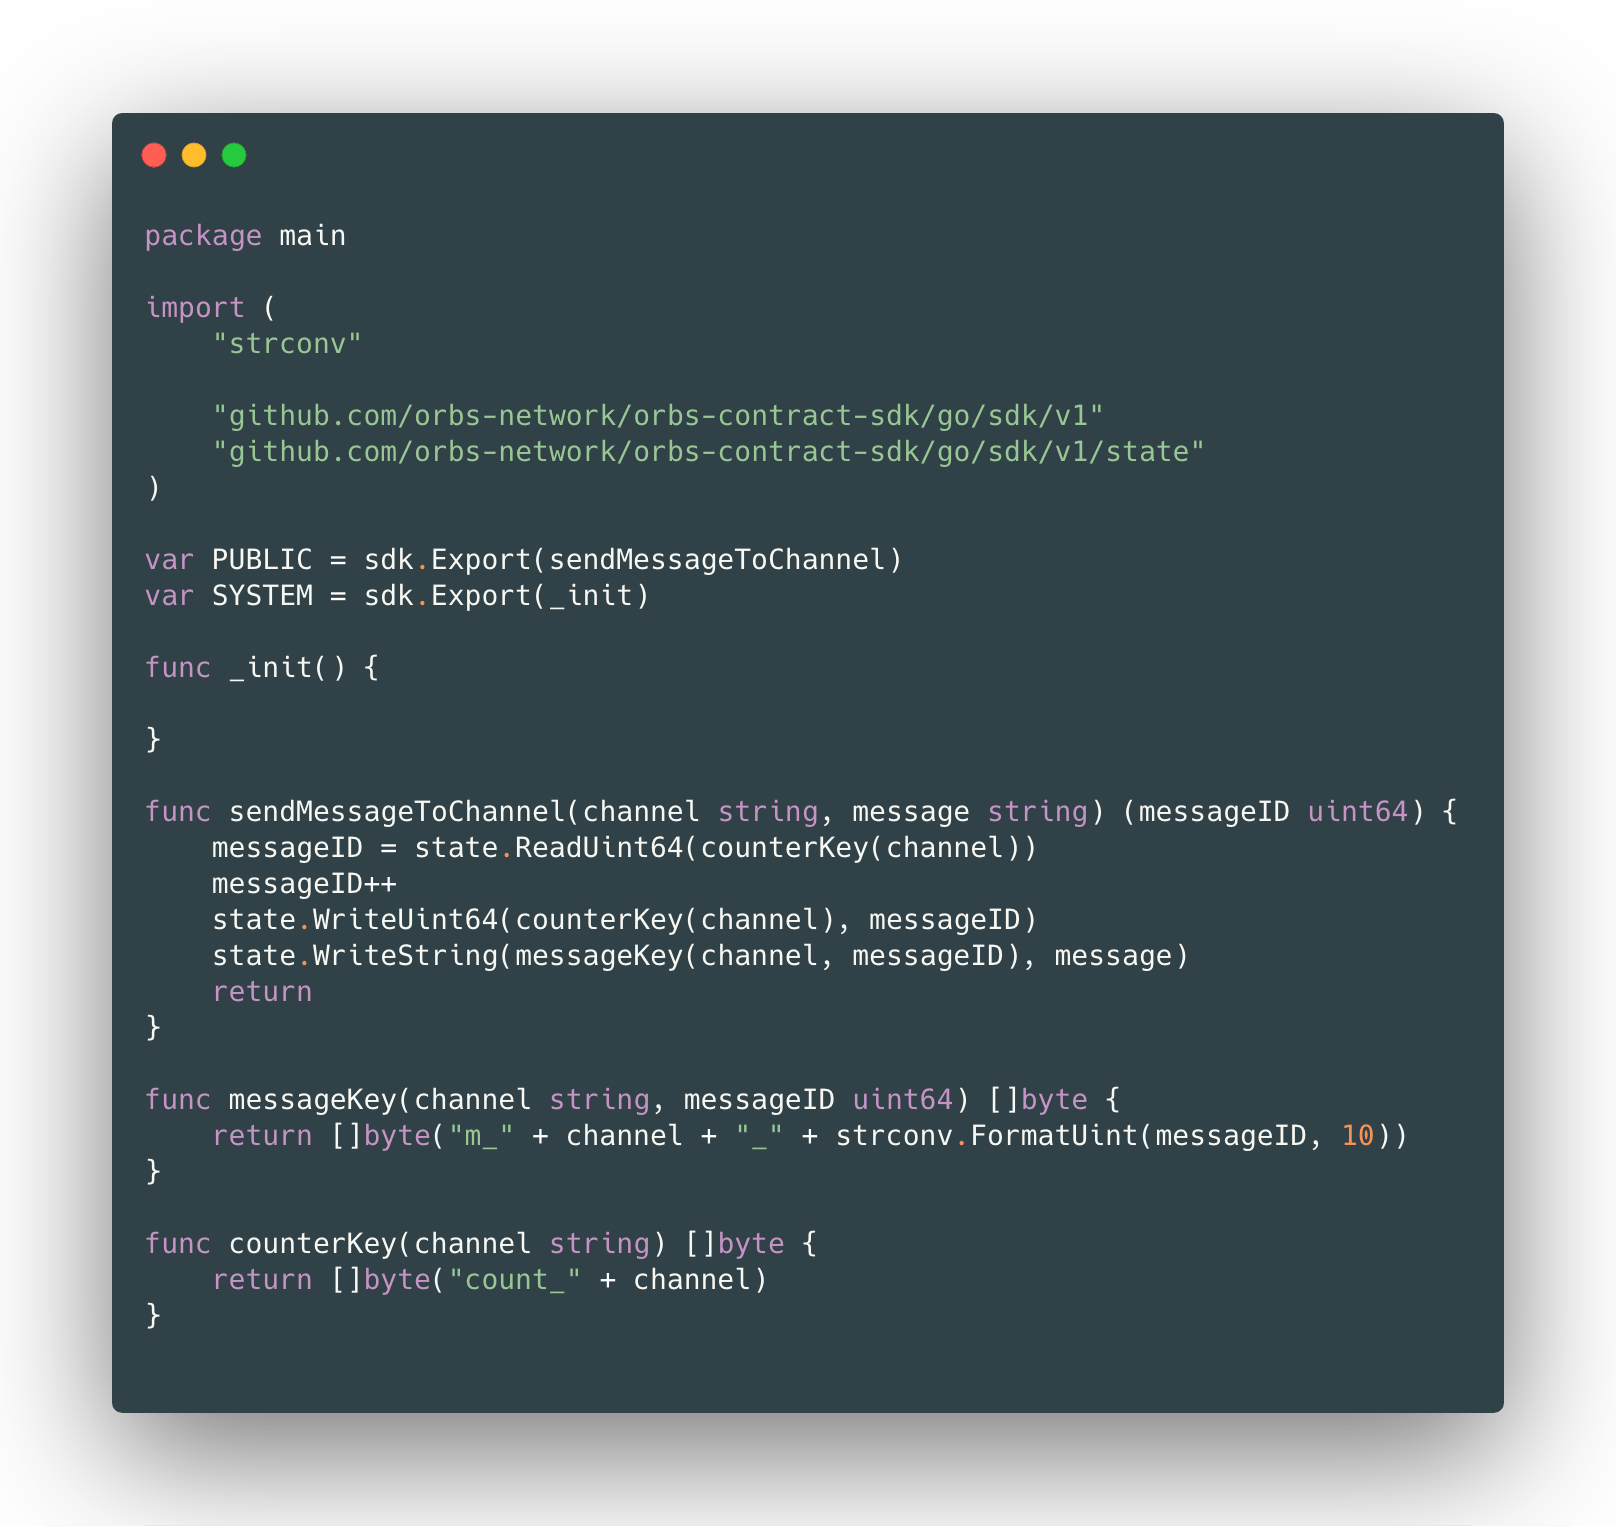 package main

import (
    "strconv"

    "github.com/orbs-network/orbs-contract-sdk/go/sdk/v1"
    "github.com/orbs-network/orbs-contract-sdk/go/sdk/v1/state"
)

var PUBLIC = sdk.Export(sendMessageToChannel)
var SYSTEM = sdk.Export(_init)

func _init() {

}

func sendMessageToChannel(channel string, message string) (messageID uint64) {
    messageID = state.ReadUint64(counterKey(channel))
    messageID++
    state.WriteUint64(counterKey(channel), messageID)
    state.WriteString(messageKey(channel, messageID), message)
    return
}

func messageKey(channel string, messageID uint64) []byte {
    return []byte("m_" + channel + "_" + strconv.FormatUint(messageID, 10))
}

func counterKey(channel string) []byte {
    return []byte("count_" + channel)
}